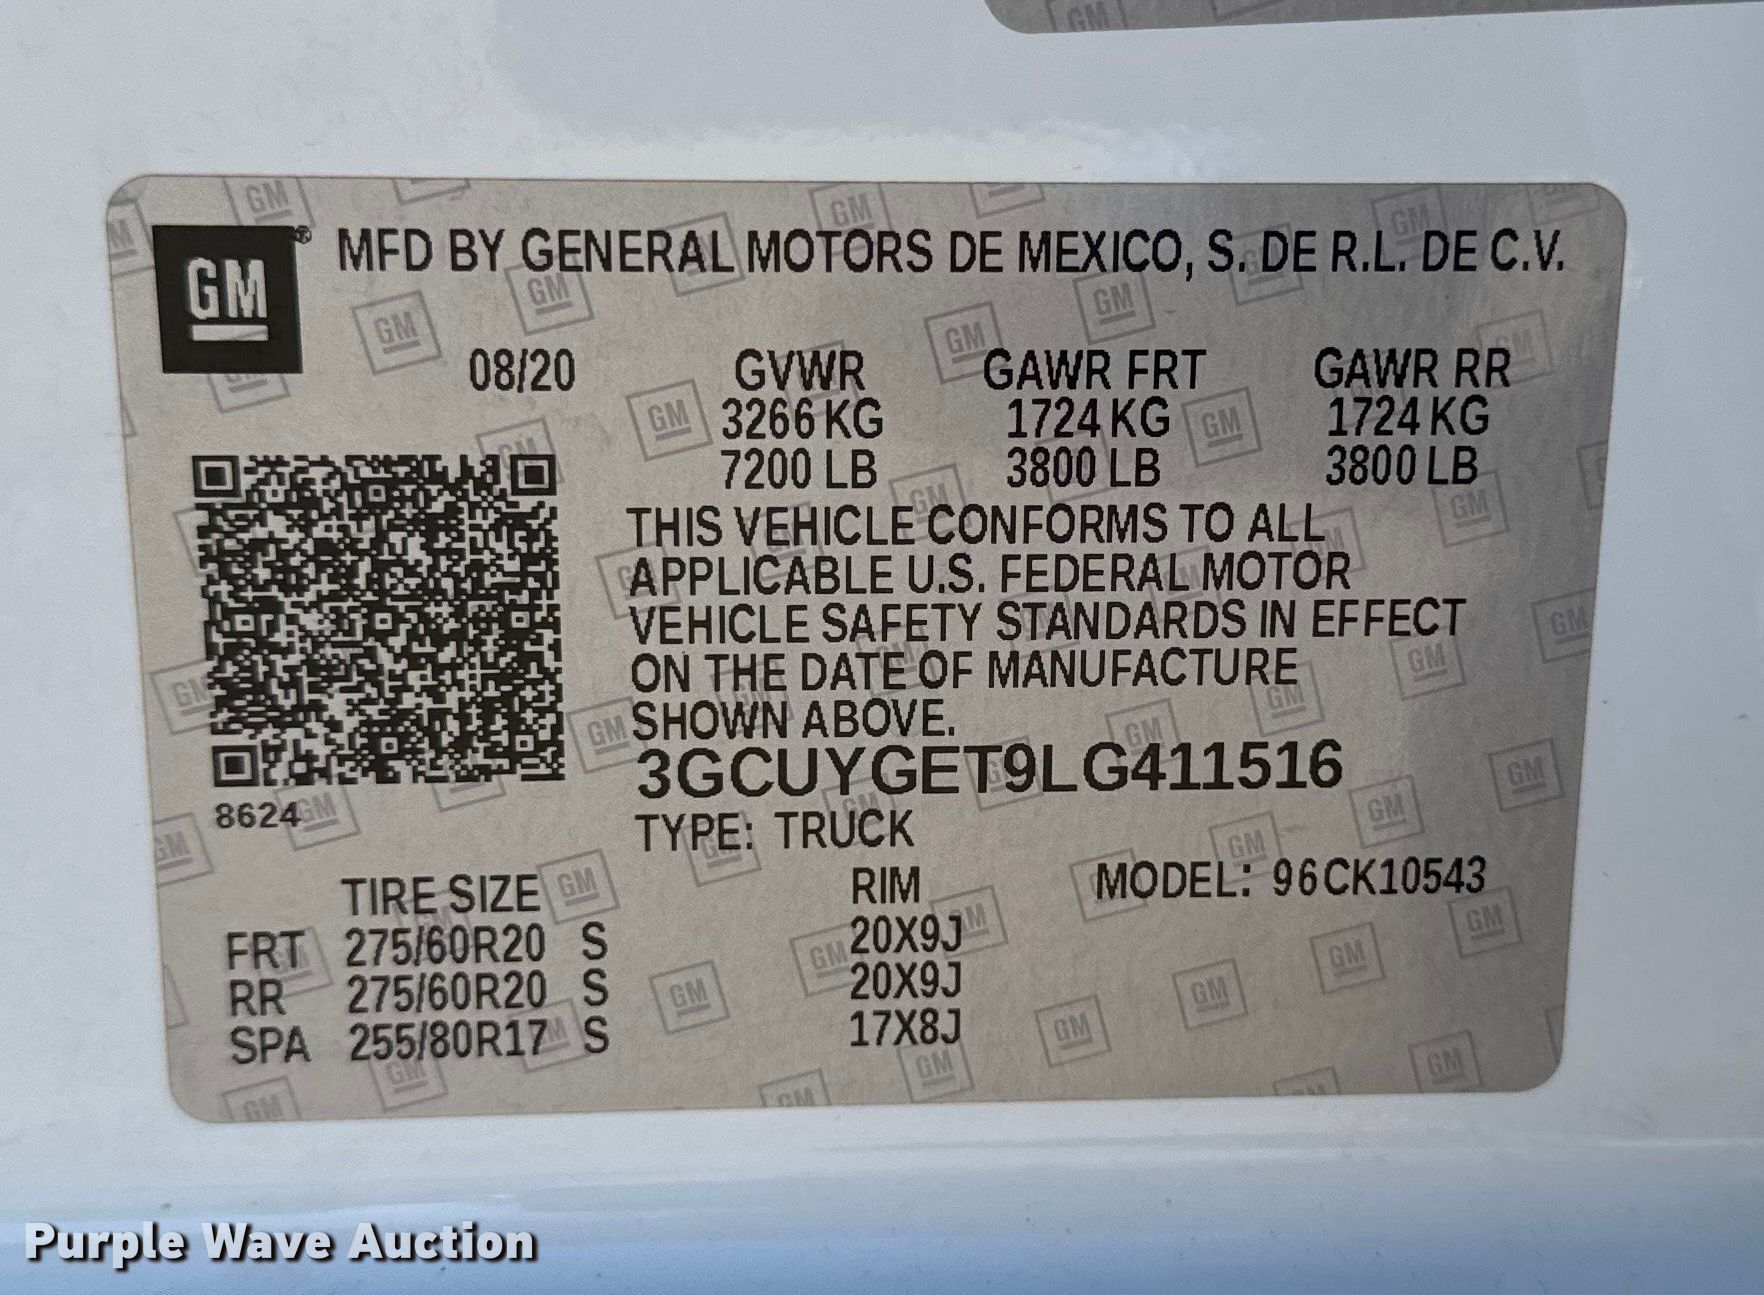 GM® MFD BY GENERAL MOTORS DE MEXICO, S. DE R.L. DE C.V.
08/20 GVWR GAWR FRT GAWR RR
3266 KG 1724 KG 1724 KG
7200 LB 3800 LB 3800 LB
THIS VEHICLE CONFORMS TO ALL
APPLICABLE U.S. FEDERAL MOTOR
VEHICLE SAFETY STANDARDS IN EFFECT
ON THE DATE OF MANUFACTURE
SHOWN ABOVE.
3GCUYGET9LG411516
8624
TYPE: TRUCK
TIRE SIZE RIM MODEL: 96CK10543
FRT 275/60R20 S 20X9J
RR 275/60R20 S 20X9J
SPA 255/80R17 S 17X8J
Purple Wave Auction